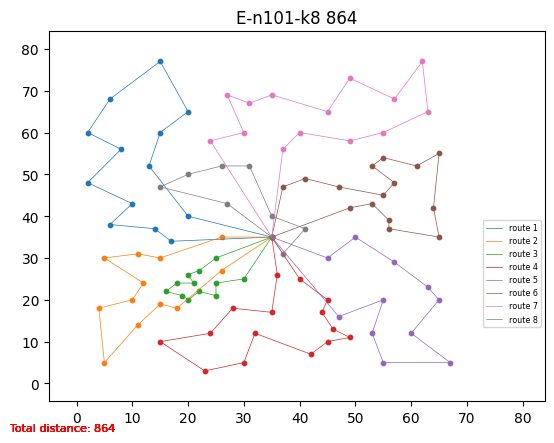 E-n101-k8 864
80
70
60
50
40
30
20
10
0
0 10 20 30 40 50 60 70 80
route 1
route 2
route 3
route 4
route 5
route 6
route 7
route 8
Total distance: 864